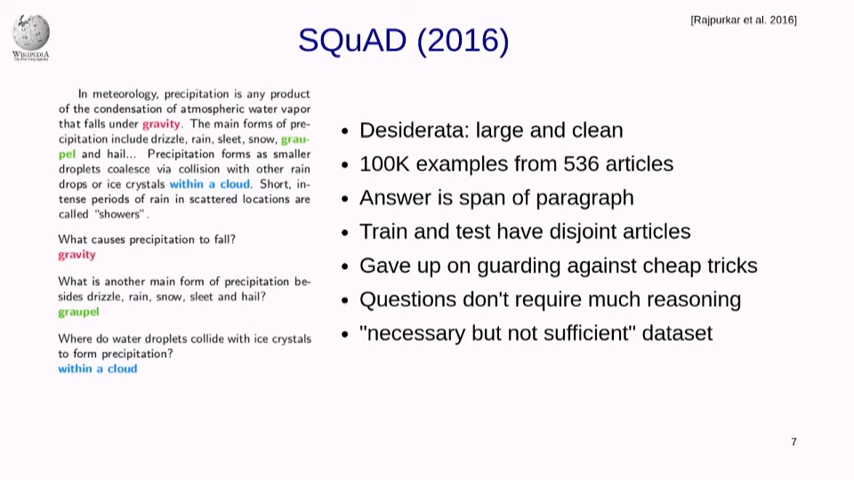 [Rajpurkar et al. 2016]
SQuAD (2016)
WIKIPEDIA
In meteorology, precipitation is any product
of the condensation of atmospheric water vapor
that falls under gravity. The main forms of pre-
cipitation include drizzle, rain, sleet, snow, grau-
pel and hail... Precipitation forms as smaller
droplets coalesce via collision with other rain
drops or ice crystals within a cloud. Short, in-
tense periods of rain in scattered locations are
called "showers".
What causes precipitation to fall?
gravity
What is another main form of precipitation be-
sides drizzle, rain, snow, sleet and hail?
graupel
Where do water droplets collide with ice crystals
to form precipitation?
within a cloud
• Desiderata: large and clean
• 100K examples from 536 articles
• Answer is span of paragraph
• Train and test have disjoint articles
• Gave up on guarding against cheap tricks
• Questions don't require much reasoning
• "necessary but not sufficient" dataset
7